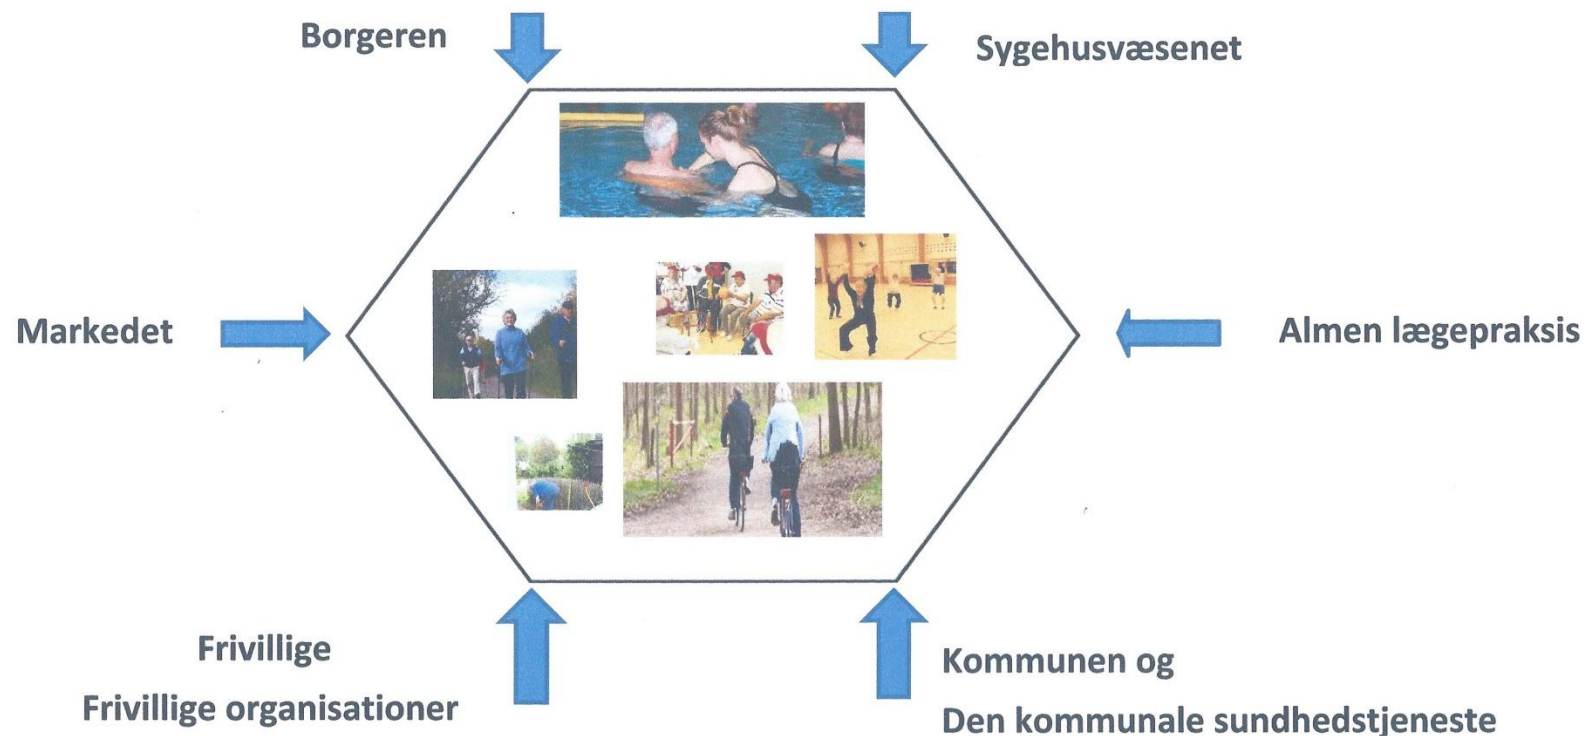 Borgeren
Sygehusvæsenet
Markedet
Almen lægepraksis
Frivillige
Frivillige organisationer
Kommunen og
Den kommunale sundhedstjeneste